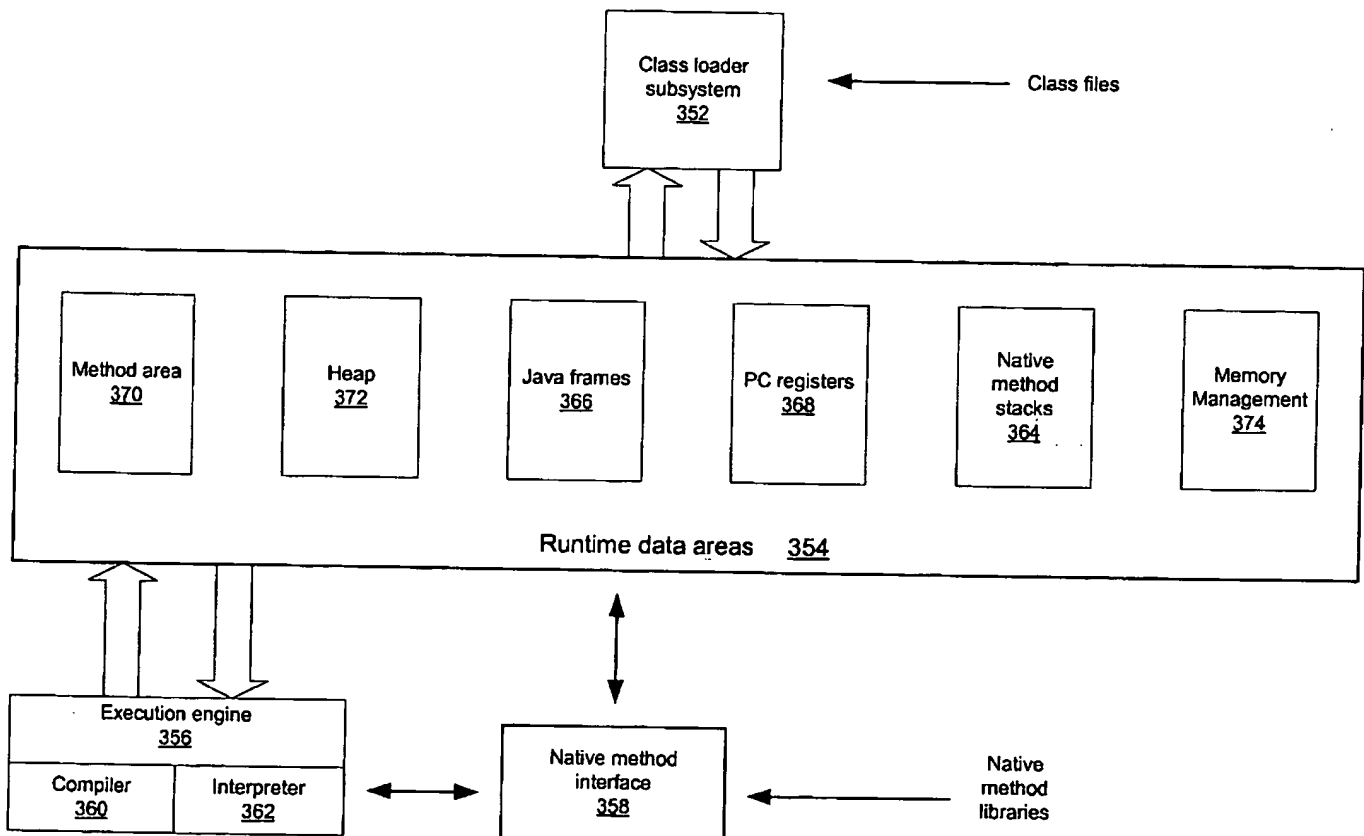 Class loader
subsystem
352
Class files
Method area
370
Heap
372
Java frames
366
PC registers
368
Native
method
stacks
364
Memory
Management
374
Runtime data areas 354
Execution engine
356
Compiler
360
Interpreter
362
Native method
interface
358
Native
method
libraries